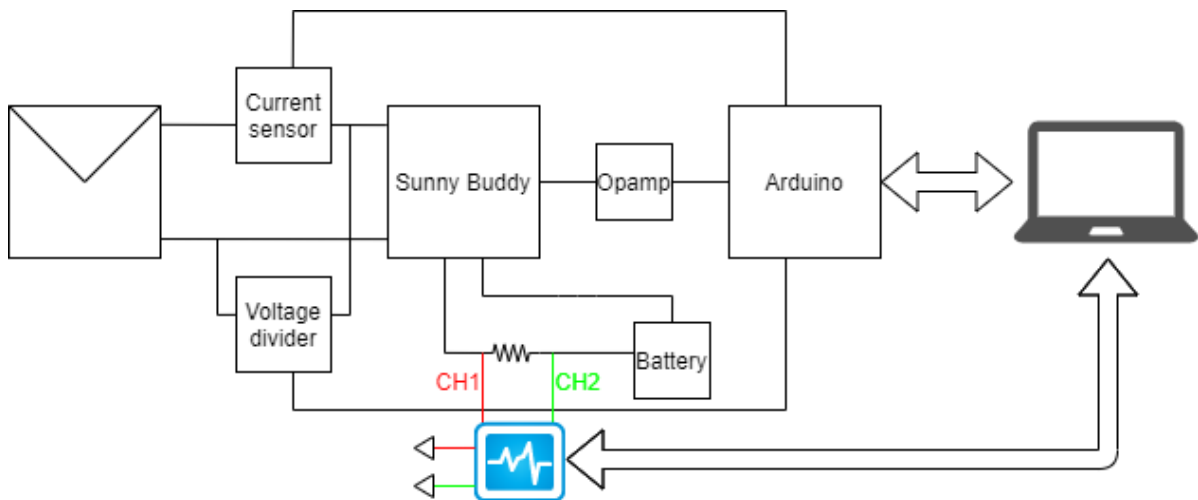 Current
sensor
Sunny Buddy
Opamp
Arduino
Voltage
divider
Battery
CH1
CH2